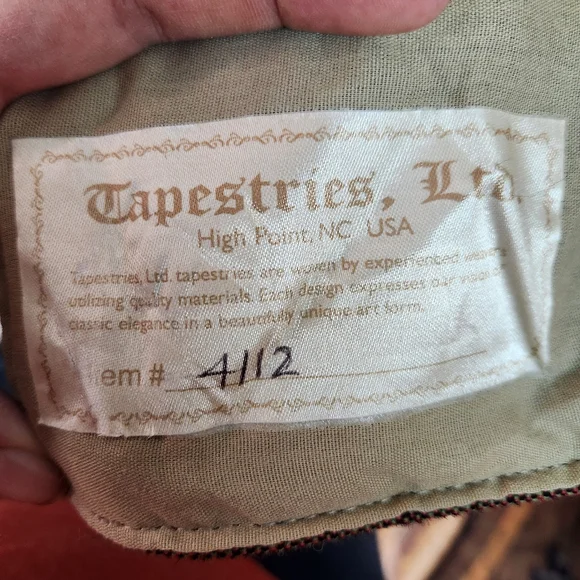 Tapestries, Ltd.
High Point, NC USA
Tapestries, Ltd. tapestries are woven by experienced weavers
utilizing quality materials. Each design expresses our vision of
classic elegance in a beautifully unique art form.
Item # 4112